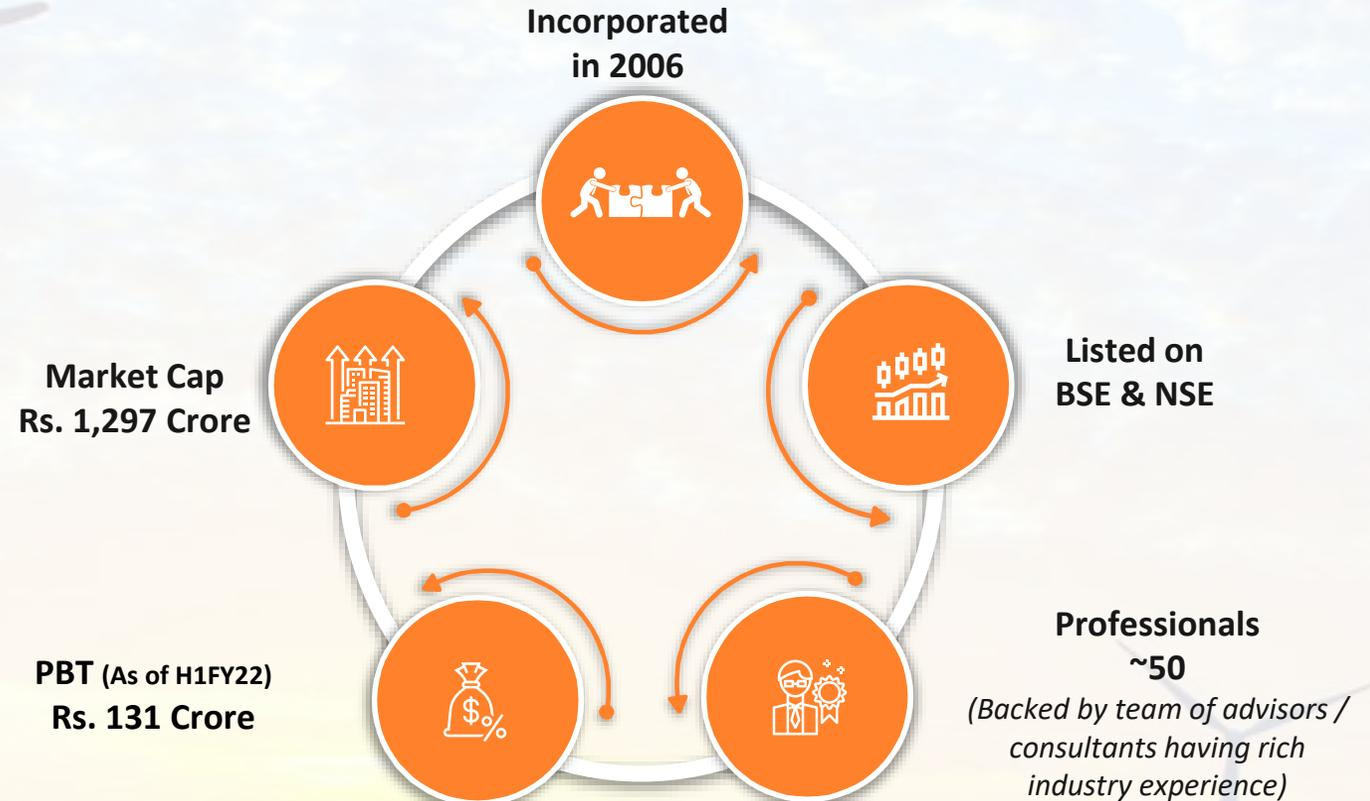 Incorporated
in 2006
Listed on
BSE & NSE
Professionals
~50
(Backed by team of advisors /
consultants having rich
industry experience)
PBT (As of H1FY22)
Rs. 131 Crore
Market Cap
Rs. 1,297 Crore
$%